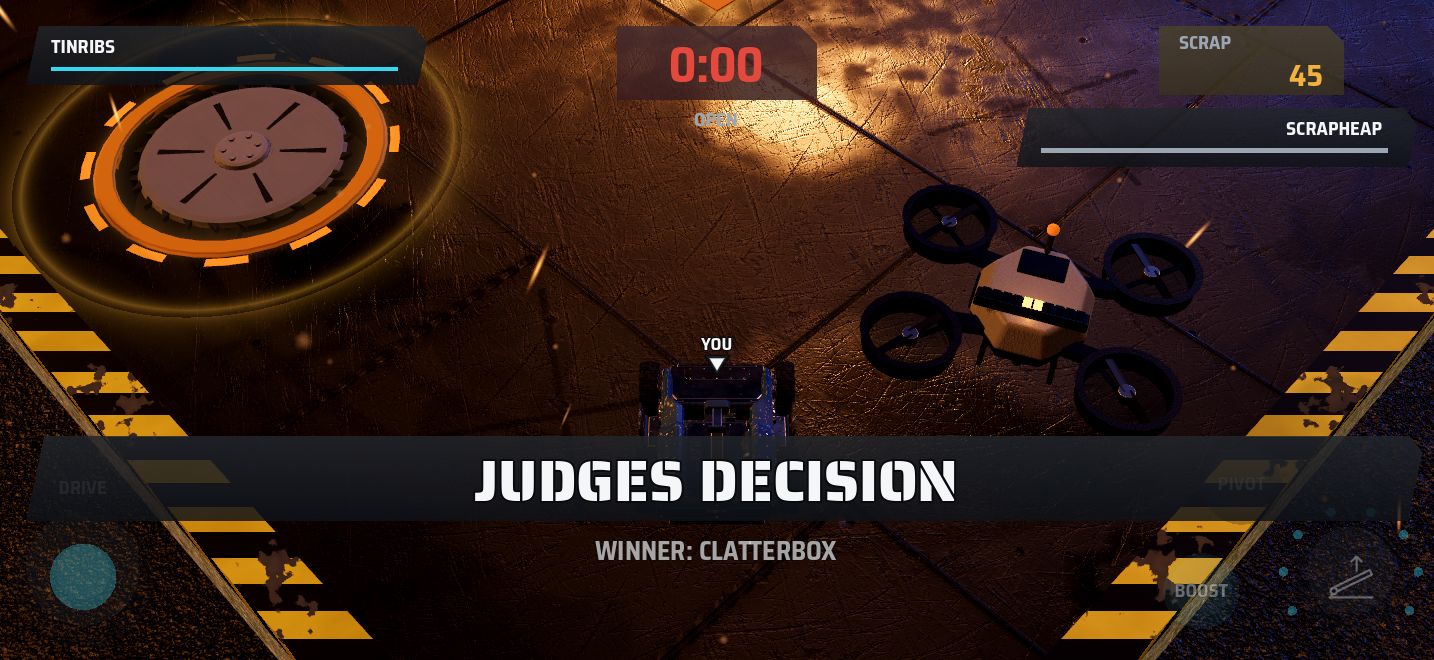 TINRIBS
0:00
OPEN
SCRAP
45
SCRAPHEAP
YOU
JUDGES DECISION
DRIVE
PIVOT
WINNER: CLATTERBOX
BOOST